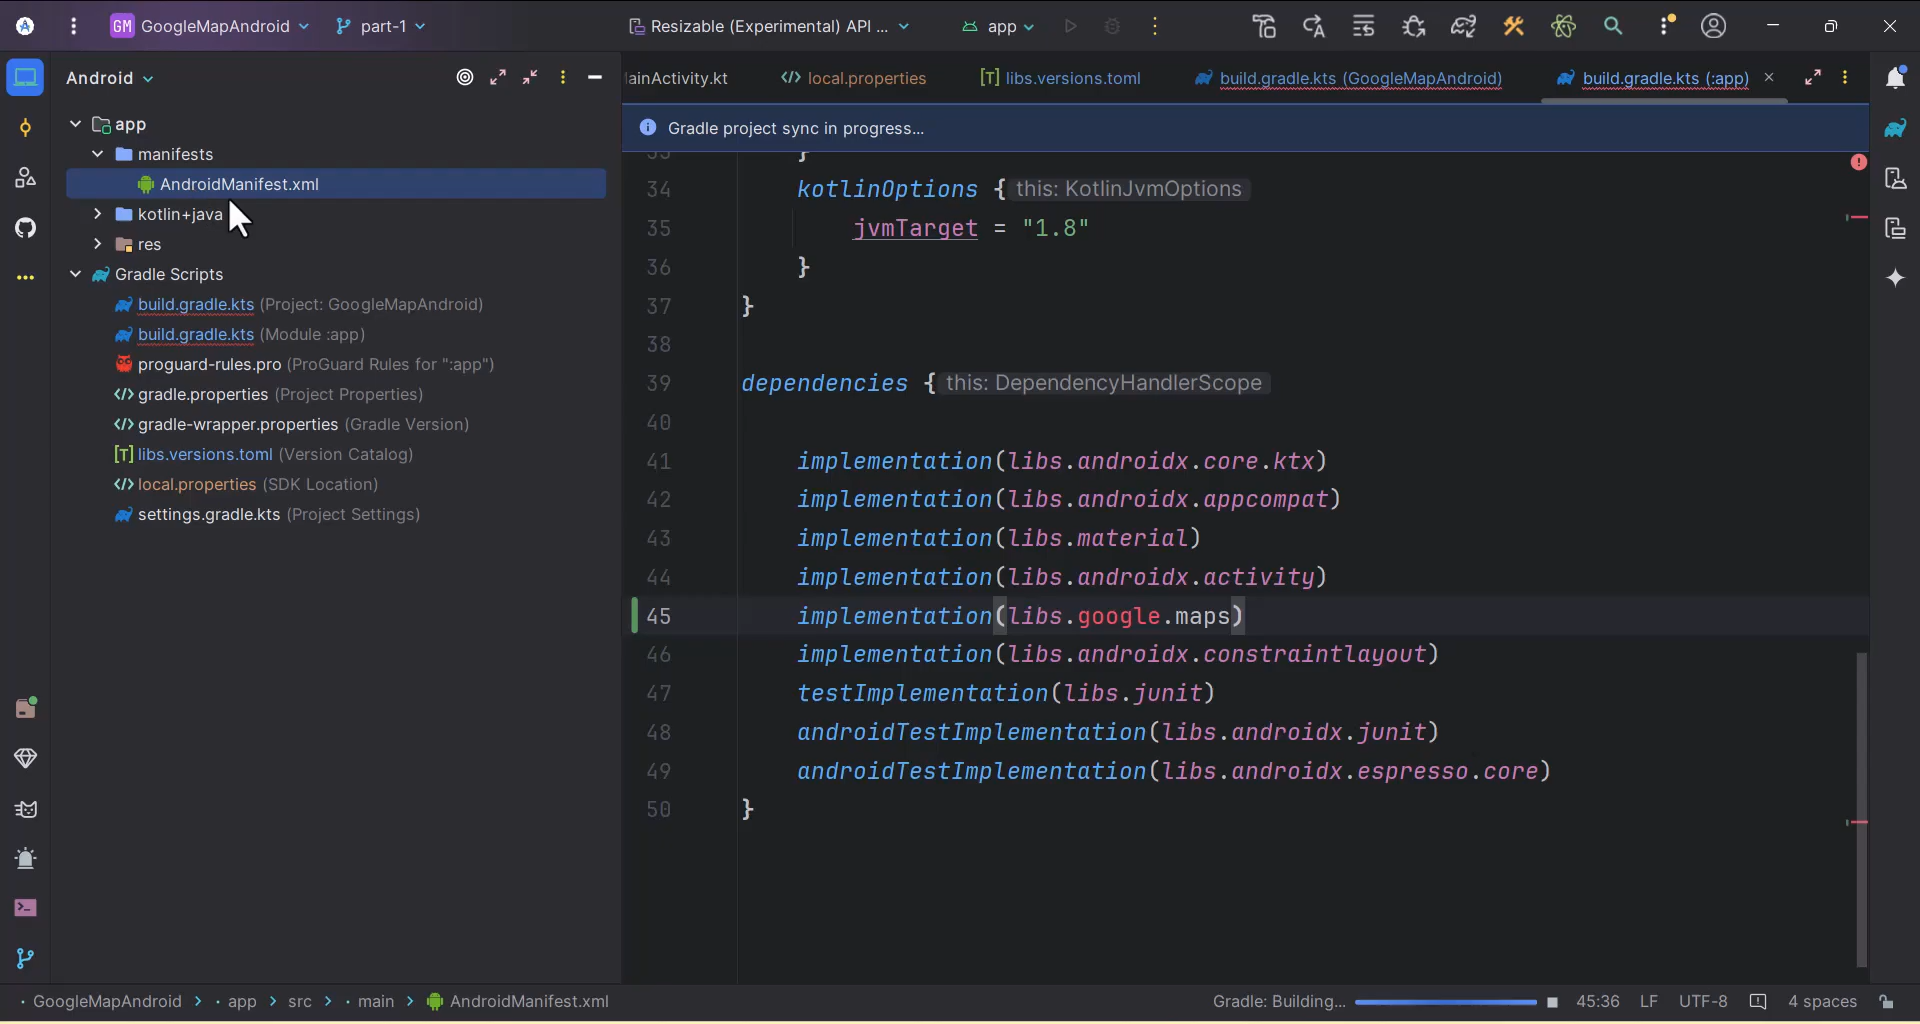 GM GoogleMapAndroid part-1 Resizable (Experimental) API ... app
Android
app
manifests
AndroidManifest.xml
kotlin+java
res
Gradle Scripts
build.gradle.kts (Project: GoogleMapAndroid)
build.gradle.kts (Module :app)
proguard-rules.pro (ProGuard Rules for ":app")
gradle.properties (Project Properties)
gradle-wrapper.properties (Gradle Version)
libs.versions.toml (Version Catalog)
local.properties (SDK Location)
settings.gradle.kts (Project Settings)
ainActivity.kt local.properties libs.versions.toml build.gradle.kts (GoogleMapAndroid) build.gradle.kts (:app)
Gradle project sync in progress...
33 }
34 kotlinOptions { this: KotlinJvmOptions
35 jvmTarget = "1.8"
36 }
37 }
38
39 dependencies { this: DependencyHandlerScope
40
41 implementation(libs.androidx.core.ktx)
42 implementation(libs.androidx.appcompat)
43 implementation(libs.material)
44 implementation(libs.androidx.activity)
45 implementation(libs.google.maps)
46 implementation(libs.androidx.constraintlayout)
47 testImplementation(libs.junit)
48 androidTestImplementation(libs.androidx.junit)
49 androidTestImplementation(libs.androidx.espresso.core)
50 }
GoogleMapAndroid > app > src > main > AndroidManifest.xml Gradle: Building... 45:36 LF UTF-8 4 spaces